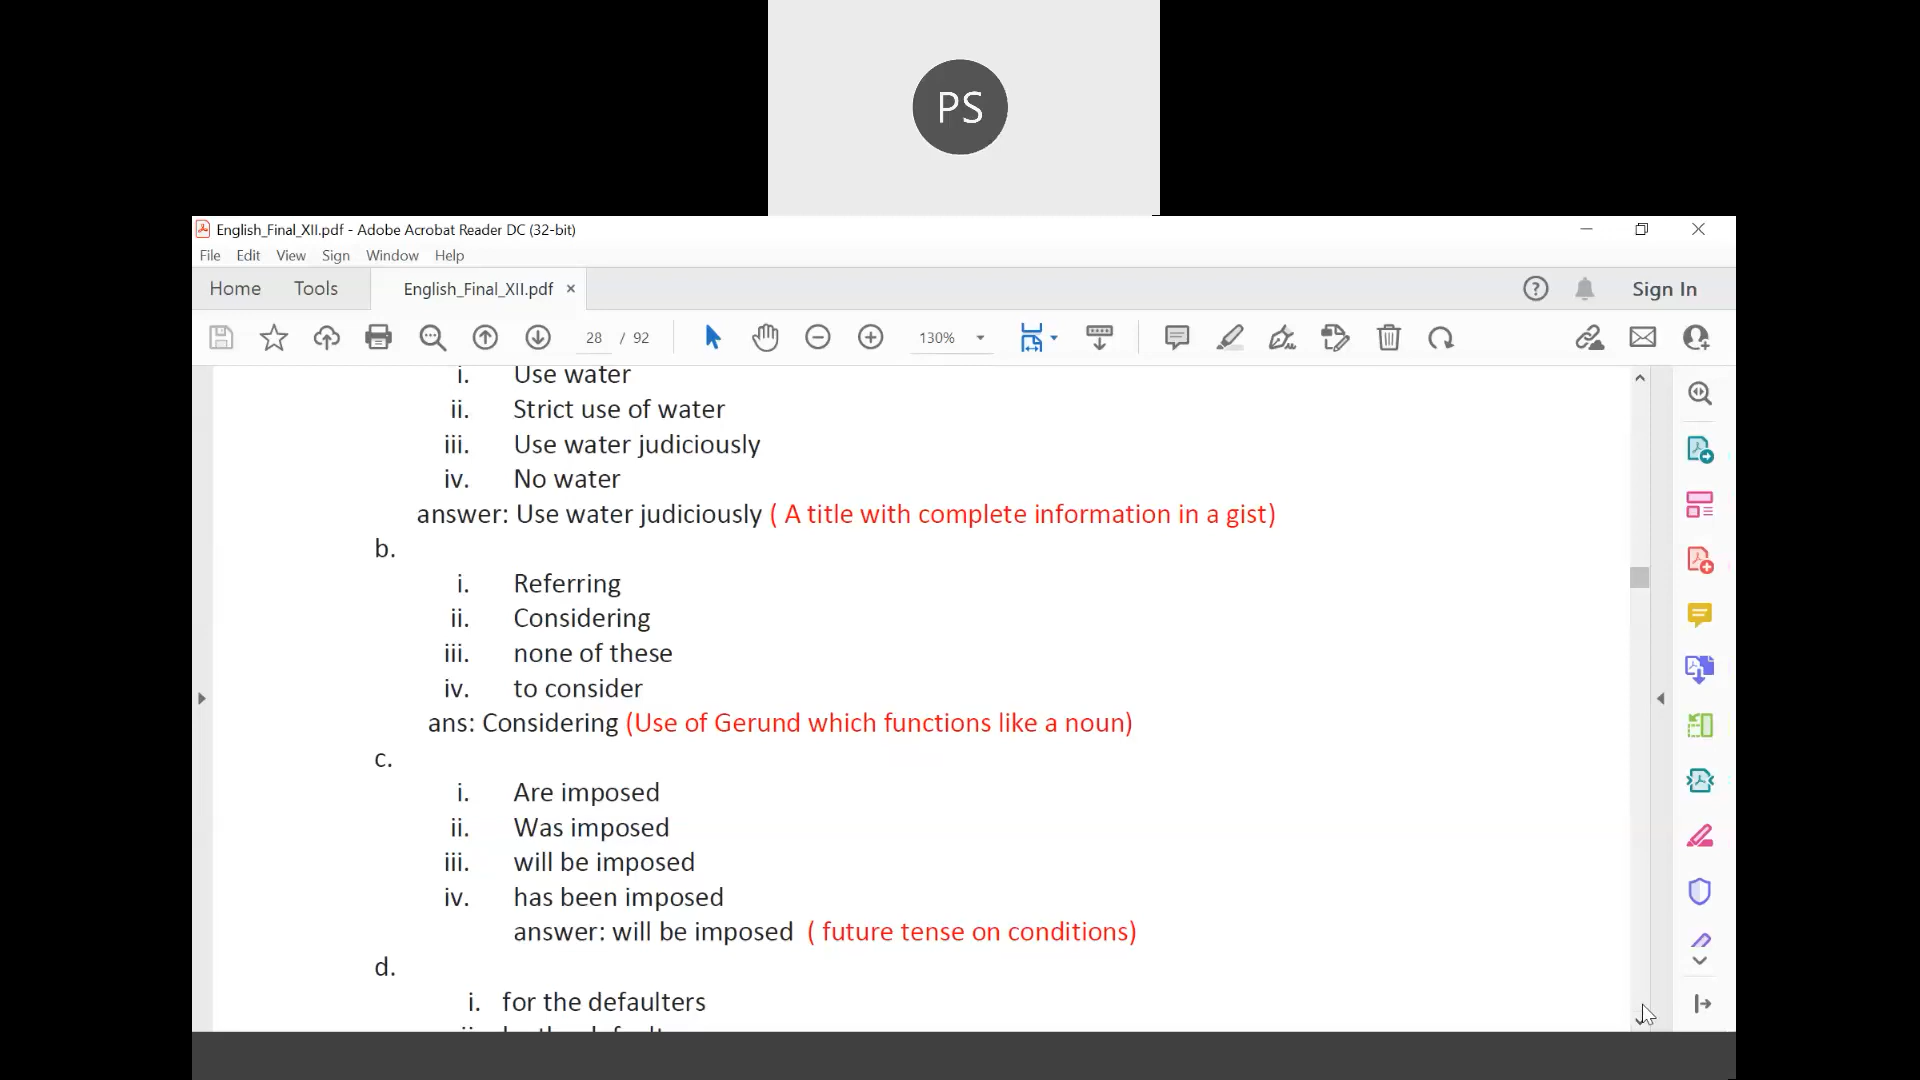 PS
English_Final_XII.pdf - Adobe Acrobat Reader DC (32-bit)
File Edit View Sign Window Help
Home Tools English_Final_XII.pdf × Sign In
28 / 92 130%
i. Use water
ii. Strict use of water
iii. Use water judiciously
iv. No water
answer: Use water judiciously ( A title with complete information in a gist)
b.
i. Referring
ii. Considering
iii. none of these
iv. to consider
ans: Considering (Use of Gerund which functions like a noun)
c.
i. Are imposed
ii. Was imposed
iii. will be imposed
iv. has been imposed
answer: will be imposed ( future tense on conditions)
d.
i. for the defaulters